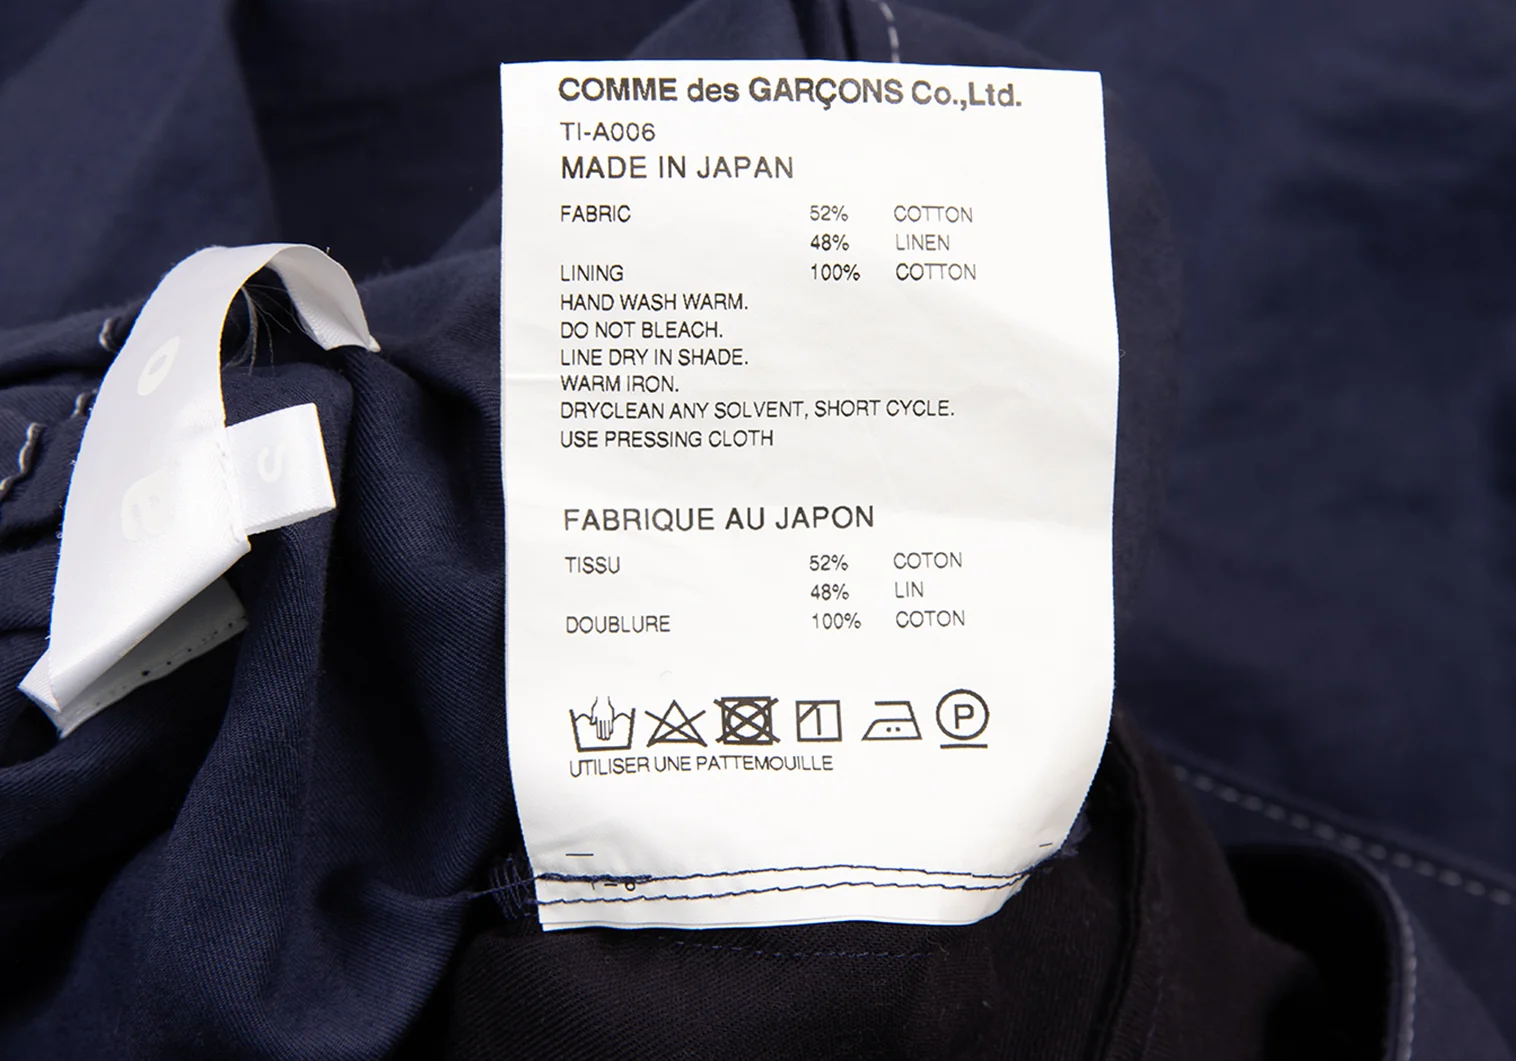 COMME des GARÇONS Co.,Ltd.
TI-A006
MADE IN JAPAN
FABRIC 52% COTTON
48% LINEN
LINING 100% COTTON
HAND WASH WARM.
DO NOT BLEACH.
LINE DRY IN SHADE.
WARM IRON.
DRYCLEAN ANY SOLVENT, SHORT CYCLE.
USE PRESSING CLOTH
FABRIQUE AU JAPON
TISSU 52% COTON
48% LIN
DOUBLURE 100% COTON
P
UTILISER UNE PATTEMOUILLE
S